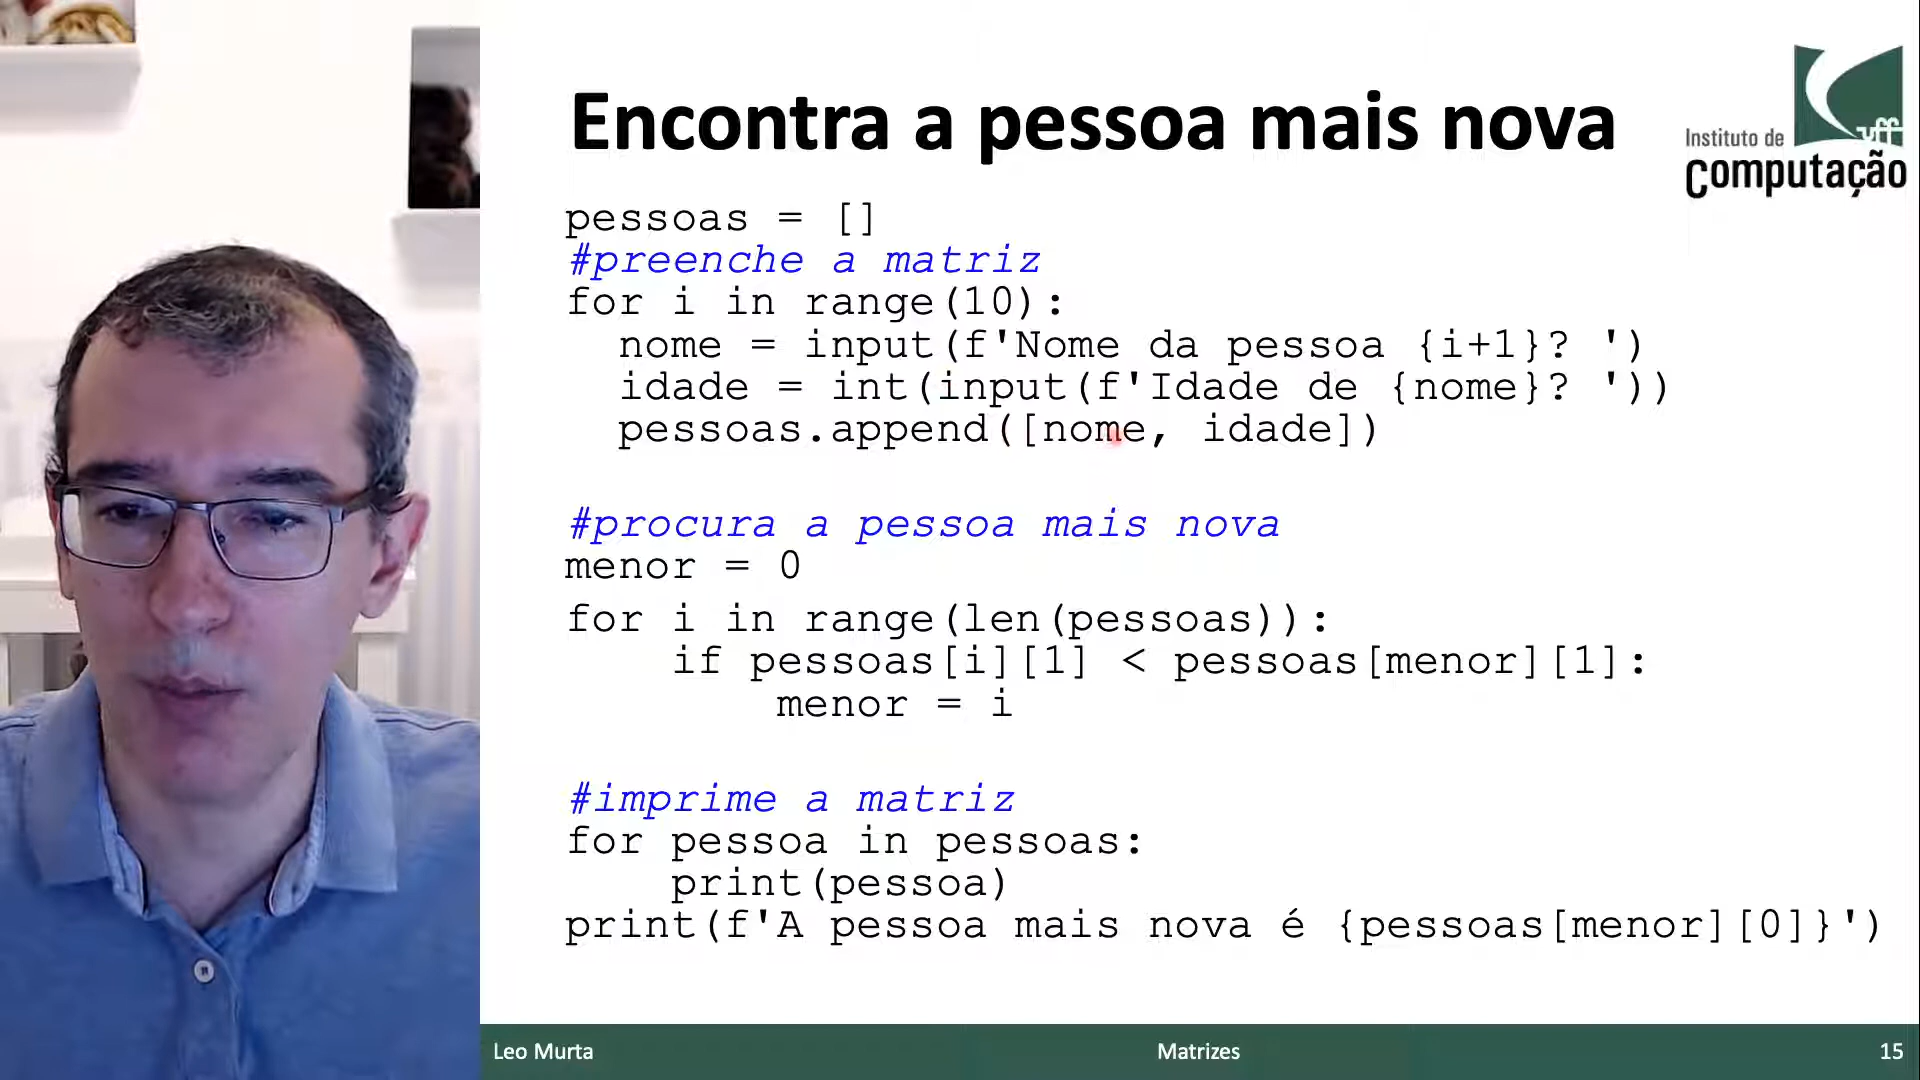 Encontra a pessoa mais nova
Instituto de
Computação
uff
pessoas = []
#preenche a matriz
for i in range(10):
  nome = input(f'Nome da pessoa {i+1}? ')
  idade = int(input(f'Idade de {nome}? '))
  pessoas.append([nome, idade])
#procura a pessoa mais nova
menor = 0
for i in range(len(pessoas)):
    if pessoas[i][1] < pessoas[menor][1]:
        menor = i
#imprime a matriz
for pessoa in pessoas:
    print(pessoa)
print(f'A pessoa mais nova é {pessoas[menor][0]}')
Leo Murta
Matrizes
15